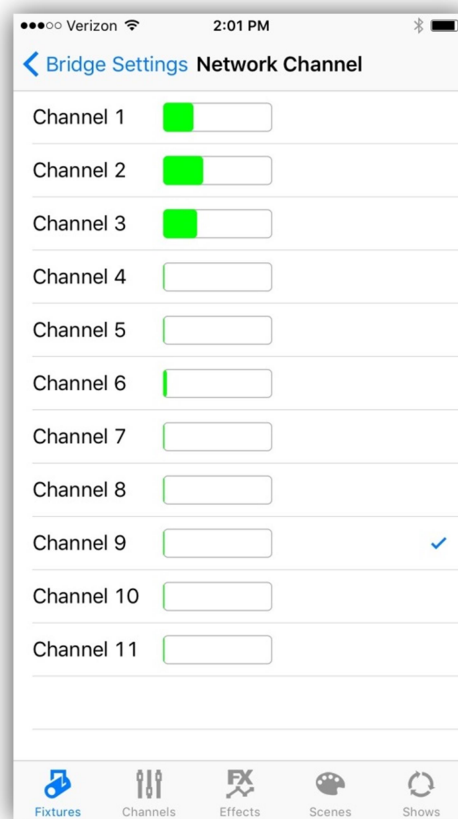 Verizon 2:01 PM
Bridge Settings Network Channel
Channel 1
Channel 2
Channel 3
Channel 4
Channel 5
Channel 6
Channel 7
Channel 8
Channel 9
Channel 10
Channel 11
FX
Fixtures Channels Effects Scenes Shows